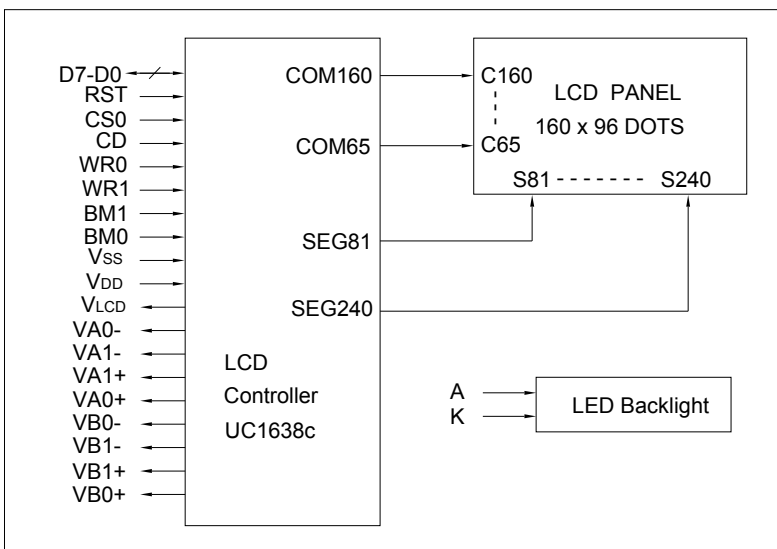 D7-D0
RST
CS0
CD
WR0
WR1
BM1
BM0
VSS
VDD
VLCD
VA0-
VA1-
VA1+
VA0+
VB0-
VB1-
VB1+
VB0+
COM160
COM65
SEG81
SEG240
LCD
Controller
UC1638c
C160
C65
LCD PANEL
160 x 96 DOTS
S81 ------- S240
A
K
LED Backlight